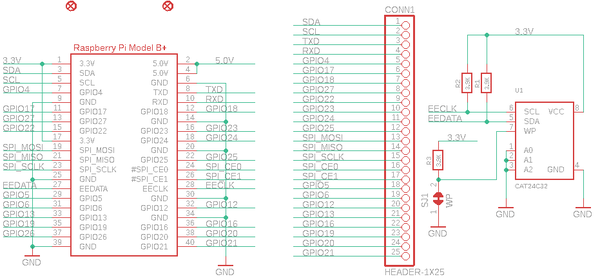 Raspberry Pi Model B+
3.3V 1 3.3V 5.0V 2 5.0V
SDA 3 SDA 5.0V 4
SCL 5 SCL GND 6
GPIO4 7 GPIO4 TXD 8 TXD
9 GND RXD 10 RXD
GPIO17 11 GPIO17 GPIO18 12 GPIO18
GPIO27 13 GPIO27 GND 14
GPIO22 15 GPIO22 GPIO23 16 GPIO23
17 3.3V GPIO24 18 GPIO24
SPI_MOSI 19 SPI_MOSI GND 20
SPI_MISO 21 SPI_MISO GPIO25 22 GPIO25
SPI_SCLK 23 SPI_SCLK #SPI_CE0 24 SPI_CE0
25 GND #SPI_CE1 26 SPI_CE1
EEDATA 27 EEDATA EECLK 28 EECLK
GPIO5 29 GPIO5 GND 30
GPIO6 31 GPIO6 GPIO12 32 GPIO12
GPIO13 33 GPIO13 GND 34
GPIO19 35 GPIO19 GPIO16 36 GPIO16
GPIO26 37 GPIO26 GPIO20 38 GPIO20
39 GND GPIO21 40 GPIO21
GND
GND
CONN1
SDA 1
SCL 2
TXD 3
RXD 4
GPIO4 5
GPIO17 6
GPIO18 7
GPIO27 8
GPIO22 9
GPIO23 10
GPIO24 11
GPIO25 12
SPI_MOSI 13
SPI_MISO 14
SPI_SCLK 15
SPI_CE0 16
SPI_CE1 17
GPIO5 18
GPIO6 19
GPIO12 20
GPIO13 21
GPIO19 22
GPIO16 23
GPIO20 24
GPIO21 25
HEADER-1X25
3.3V
R2 3.9K
R1 3.9K
U1
EECLK 6 SCL VCC 8
EEDATA 5 SDA
7 WP
1 A0
2 A1
3 A2 GND 4
CAT24C32
3.3V
R3 3.9K
SJ1 WP
2
1
GND
GND
GND